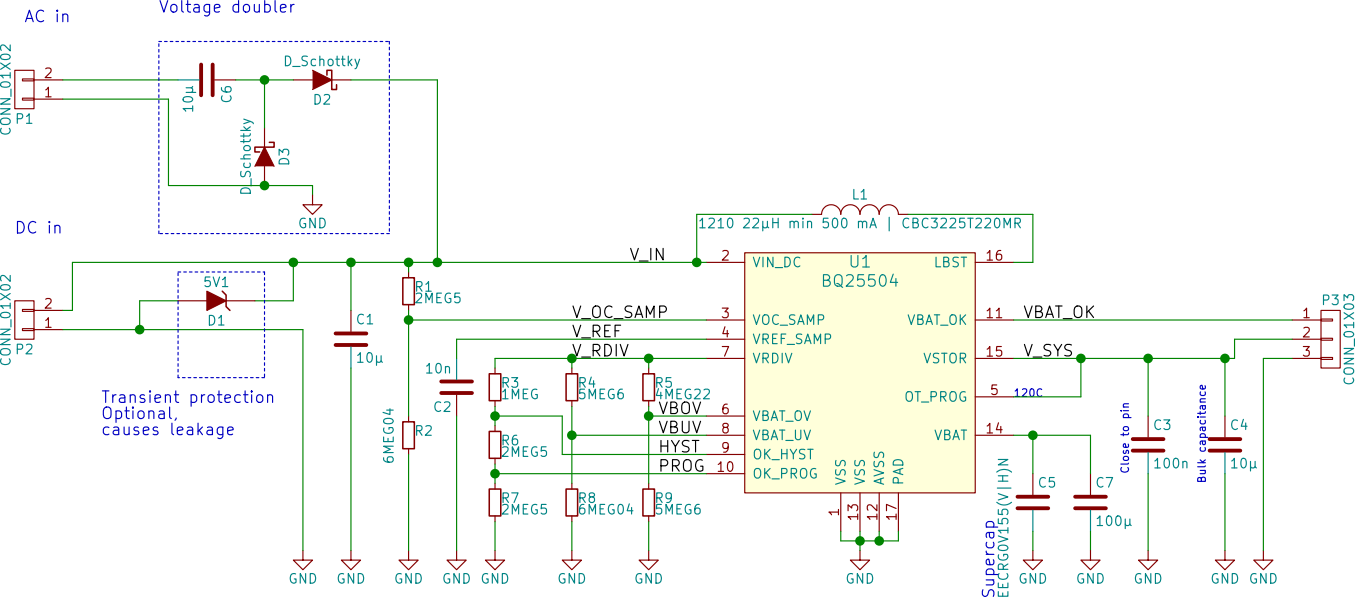 AC in
Voltage doubler
CONN_01X02
2
1
P1
10µ
C6
D_Schottky
D2
D_Schottky
D3
GND
DC in
CONN_01X02
2
1
P2
5V1
D1
Transient protection
Optional,
causes leakage
C1
10µ
R1
2MEG5
6MEG04
R2
10n
C2
V_IN
V_OC_SAMP
V_REF
V_RDIV
R3
1MEG
R4
5MEG6
R5
4MEG22
VBOV
VBUV
HYST
PROG
R6
2MEG5
R7
2MEG5
R8
6MEG04
R9
5MEG6
L1
1210 22µH min 500 mA | CBC3225T220MR
U1
BQ25504
2 VIN_DC
3 VOC_SAMP
4 VREF_SAMP
7 VRDIV
6 VBAT_OV
8 VBAT_UV
9 OK_HYST
10 OK_PROG
LBST 16
VBAT_OK 11
VSTOR 15
OT_PROG 5
VBAT 14
VSS VSS AVSS PAD
1 13 12 17
VBAT_OK
V_SYS
120C
Supercap
EECRG0V155(V|H)N
C5
C7
100µ
Close to pin
C3
100n
Bulk capacitance
C4
10µ
P3
1
2
3
CONN_01X03
GND GND GND GND GND GND GND GND GND GND GND GND GND